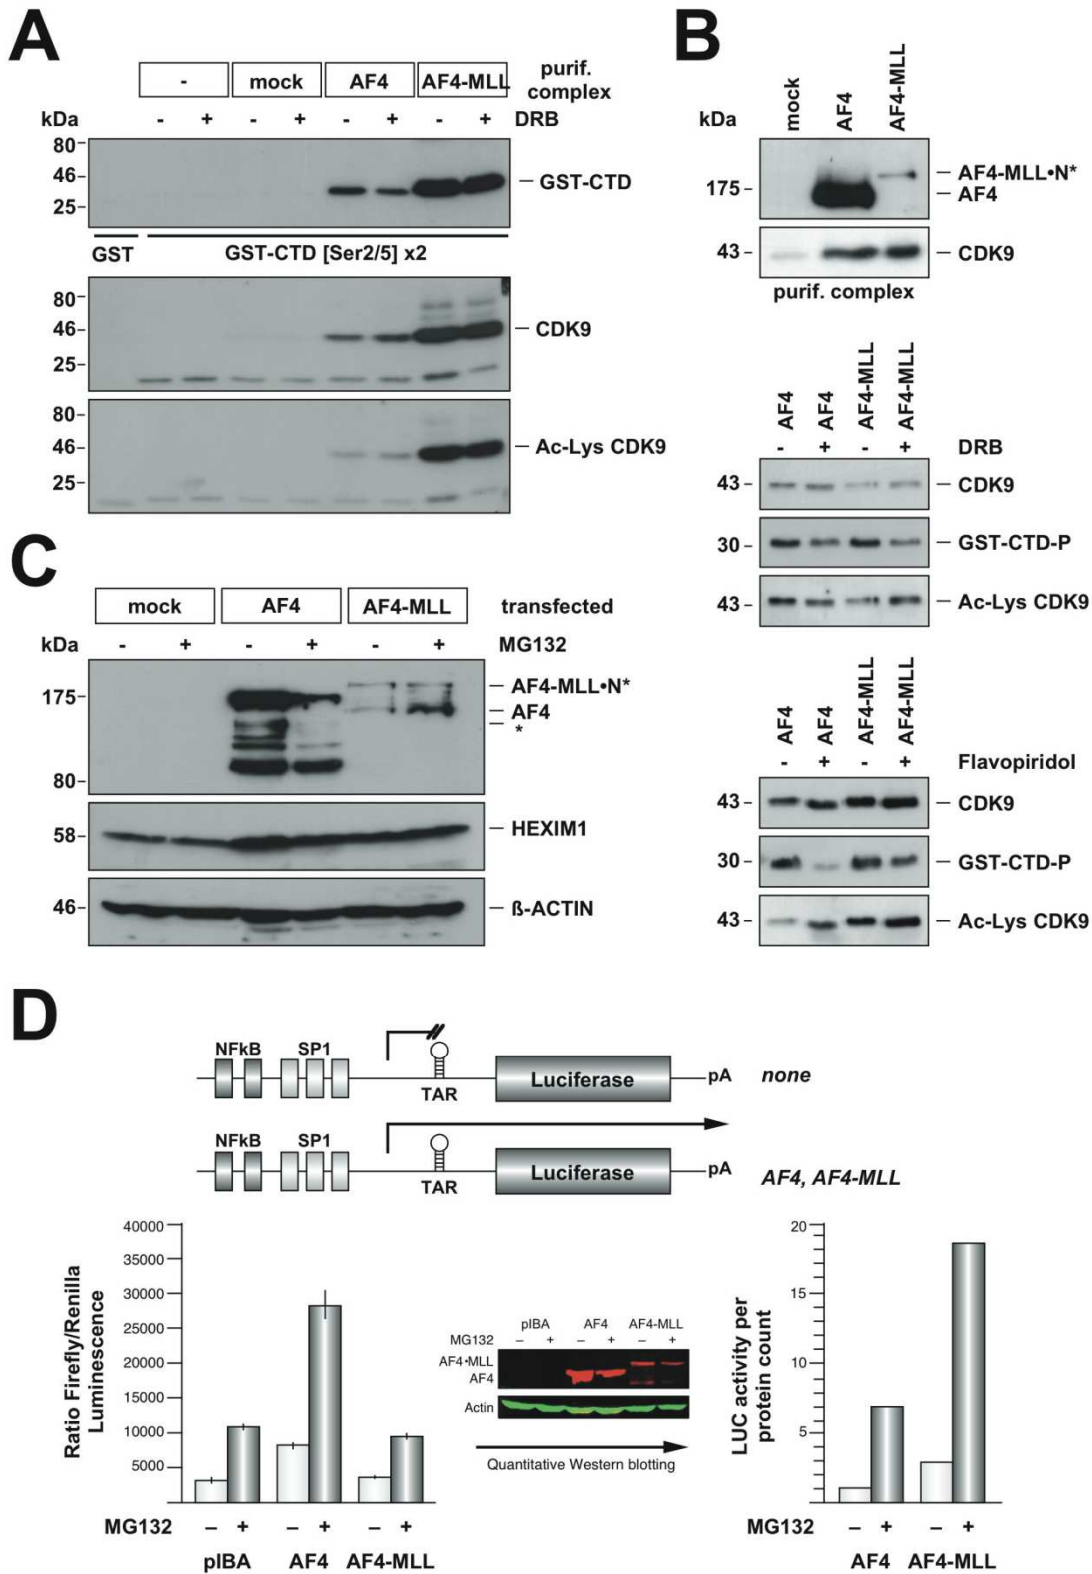 A
- mock AF4 AF4-MLL purif. complex
kDa - + - + - + - + DRB
80
46 GST-CTD
25
GST GST-CTD [Ser2/5] x2
80
46 CDK9
25
80
46 Ac-Lys CDK9
25
B
kDa mock AF4 AF4-MLL
AF4-MLL•N*
175 AF4
43 CDK9
purif. complex
AF4 AF4 AF4-MLL AF4-MLL
- + - + DRB
43 CDK9
30 GST-CTD-P
43 Ac-Lys CDK9
AF4 AF4 AF4-MLL AF4-MLL
- + - + Flavopiridol
43 CDK9
30 GST-CTD-P
43 Ac-Lys CDK9
C
mock AF4 AF4-MLL transfected
kDa - + - + - + MG132
175 AF4-MLL•N*
AF4
*
80
58 HEXIM1
46 ß-ACTIN
D
NFkB SP1 TAR Luciferase pA none
NFkB SP1 TAR Luciferase pA AF4, AF4-MLL
Ratio Firefly/Renilla
Luminescence
40000
35000
30000
25000
20000
15000
10000
5000
MG132 – + – + – +
pIBA AF4 AF4-MLL
pIBA AF4 AF4-MLL
MG132 – + – + – +
AF4•MLL
AF4
Actin
Quantitative Western blotting
LUC activity per
protein count
20
15
10
5
MG132 – + – +
AF4 AF4-MLL